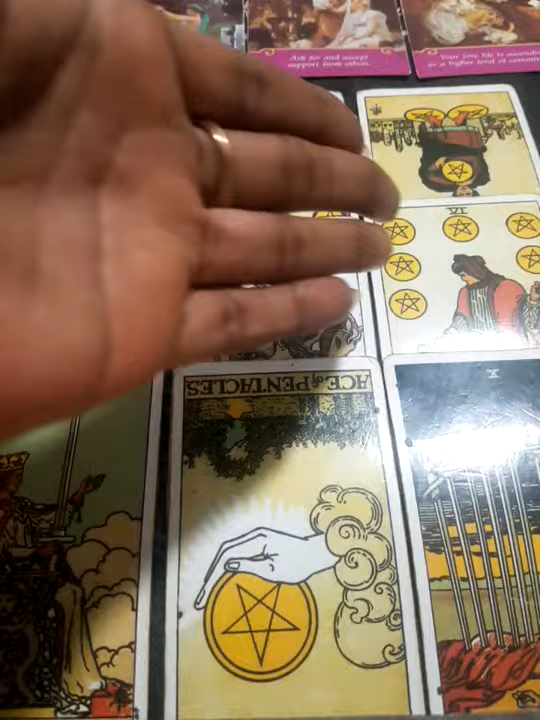 Ask for and accept
support from others.
Your love life is ascendi
to a higher level of commi
VI
ACE of PENTACLES
X